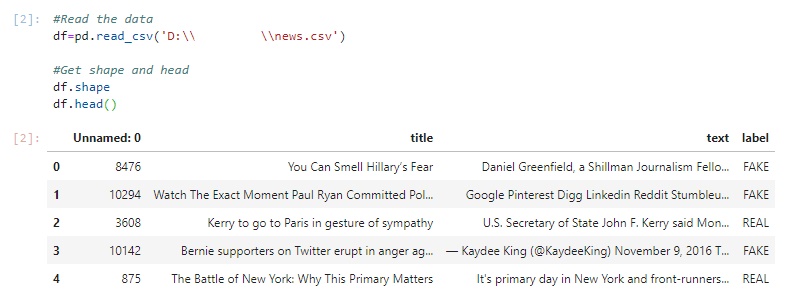 [2]: #Read the data
df=pd.read_csv('D:\\ \\news.csv')
#Get shape and head
df.shape
df.head()
[2]: Unnamed: 0 title text label
0 8476 You Can Smell Hillary's Fear Daniel Greenfield, a Shillman Journalism Fello... FAKE
1 10294 Watch The Exact Moment Paul Ryan Committed Pol... Google Pinterest Digg Linkedin Reddit Stumbleu... FAKE
2 3608 Kerry to go to Paris in gesture of sympathy U.S. Secretary of State John F. Kerry said Mon... REAL
3 10142 Bernie supporters on Twitter erupt in anger ag... — Kaydee King (@KaydeeKing) November 9, 2016 T... FAKE
4 875 The Battle of New York: Why This Primary Matters It's primary day in New York and front-runners... REAL